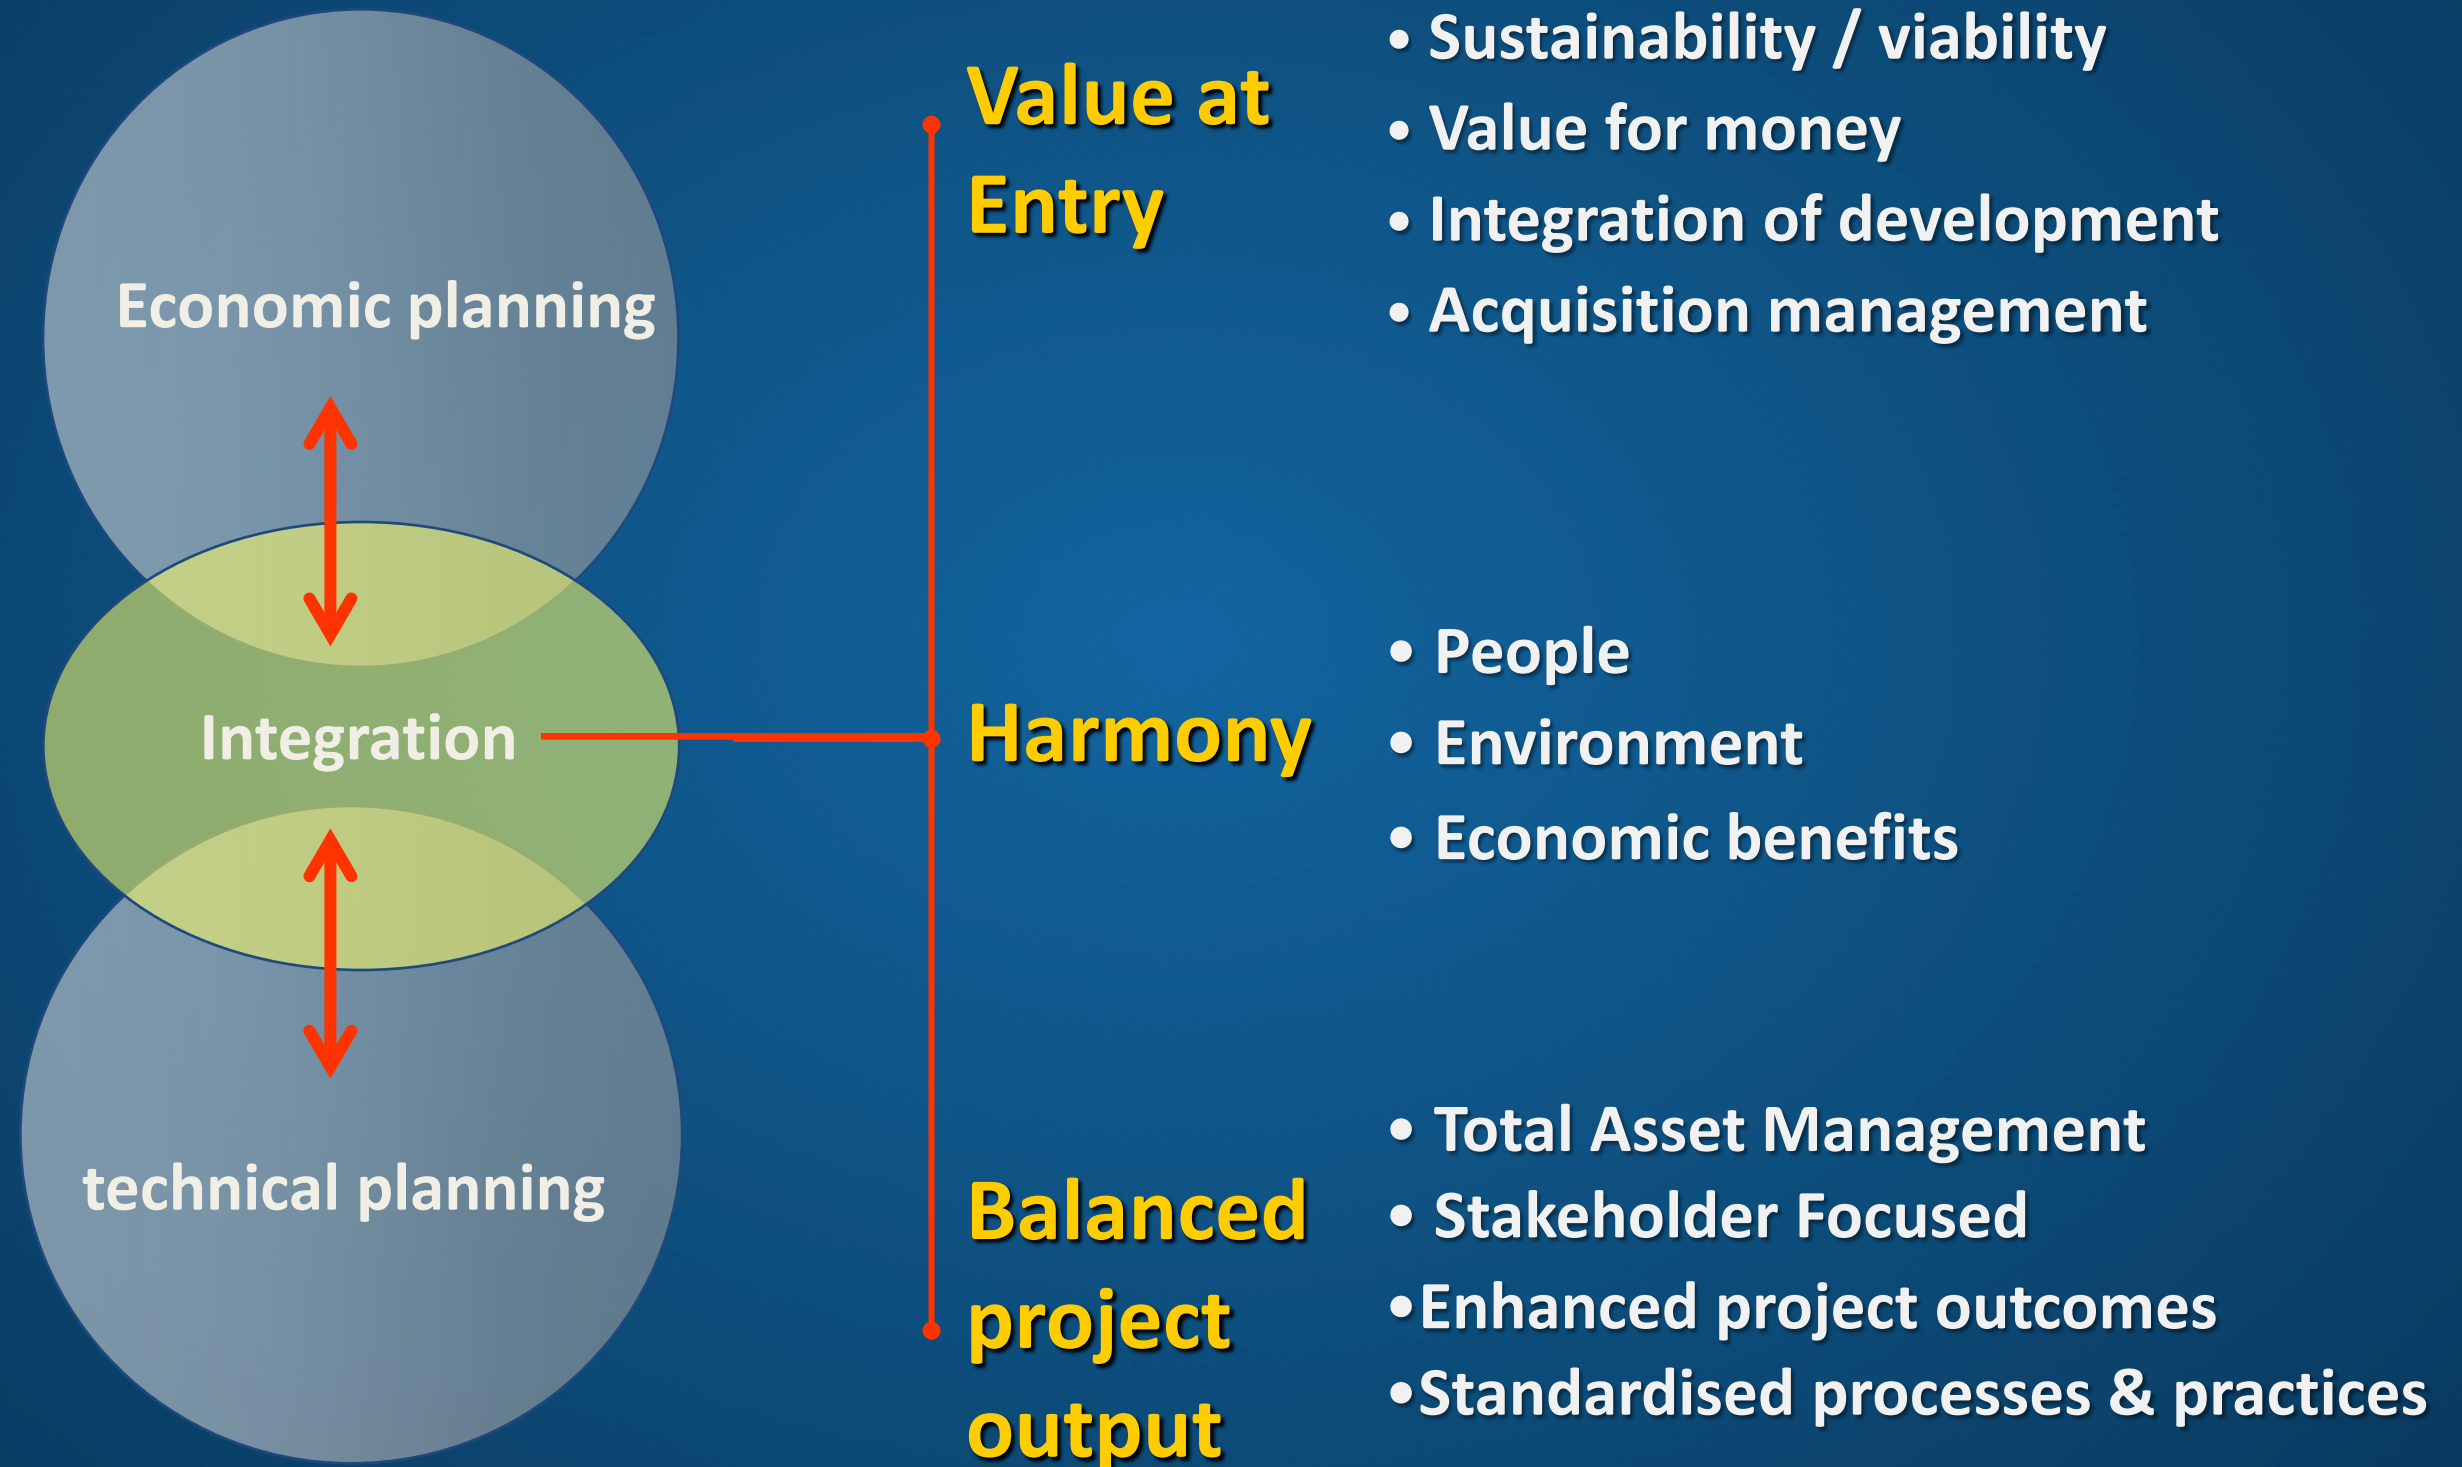 Economic planning
Integration
technical planning
Value at
Entry
• Sustainability / viability
• Value for money
• Integration of development
• Acquisition management
Harmony
• People
• Environment
• Economic benefits
Balanced
project
output
• Total Asset Management
• Stakeholder Focused
•Enhanced project outcomes
•Standardised processes & practices